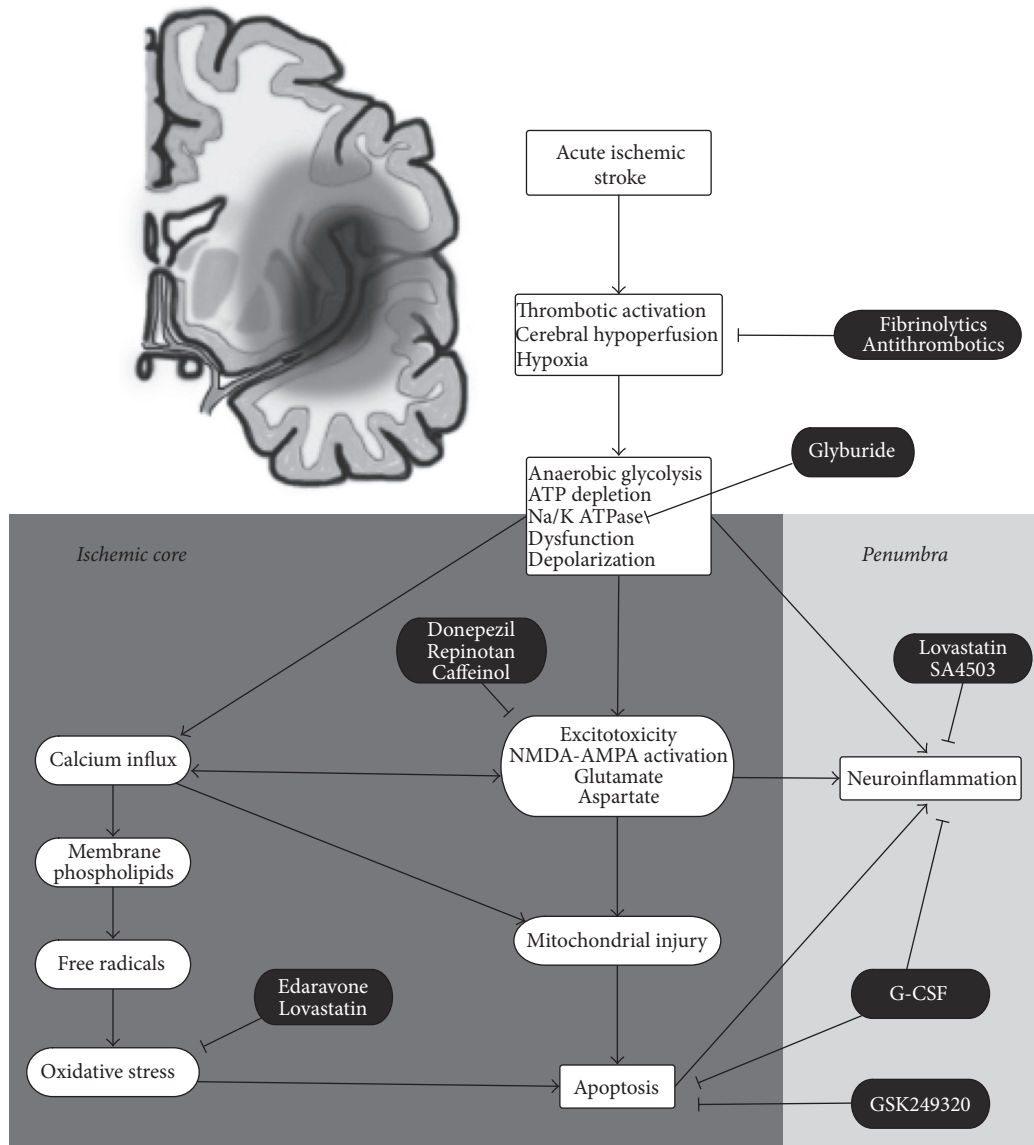 Acute ischemic
stroke
Thrombotic activation
Cerebral hypoperfusion
Hypoxia
Fibrinolytics
Antithrombotics
Glyburide
Anaerobic glycolysis
ATP depletion
Na/K ATPase
Dysfunction
Depolarization
Ischemic core
Penumbra
Donepezil
Repinotan
Caffeinol
Lovastatin
SA4503
Excitotoxicity
NMDA-AMPA activation
Glutamate
Aspartate
Calcium influx
Neuroinflammation
Membrane
phospholipids
Mitochondrial injury
Free radicals
Edaravone
Lovastatin
G-CSF
Oxidative stress
Apoptosis
GSK249320